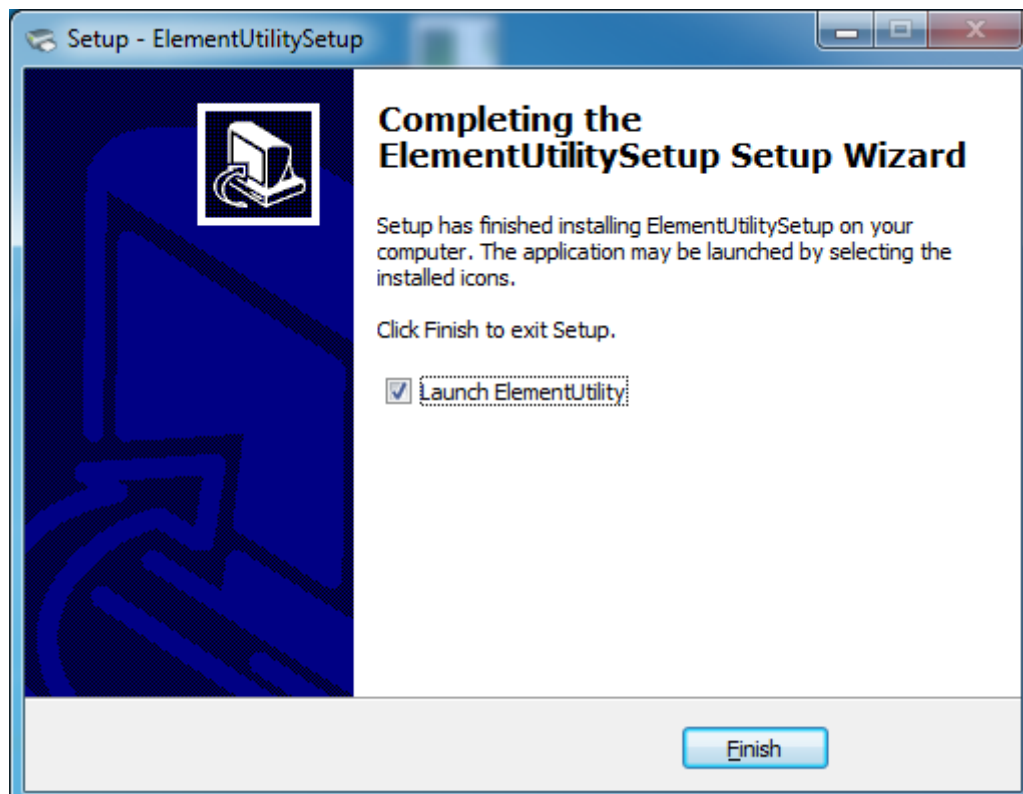 Setup - ElementUtilitySetup
Completing the
ElementUtilitySetup Setup Wizard
Setup has finished installing ElementUtilitySetup on your
computer. The application may be launched by selecting the
installed icons.
Click Finish to exit Setup.
Launch ElementUtility
Finish